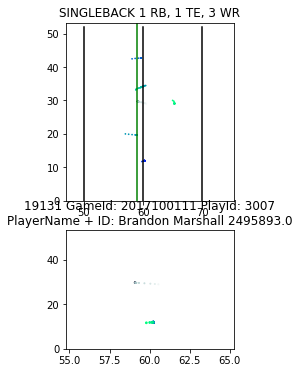 SINGLEBACK 1 RB, 1 TE, 3 WR
50
40
30
20
10
0
50 60 70
19131 GameId: 2017100111 PlayId: 3007
PlayerName + ID: Brandon Marshall 2495893.0
40
20
0
55.0 57.5 60.0 62.5 65.0